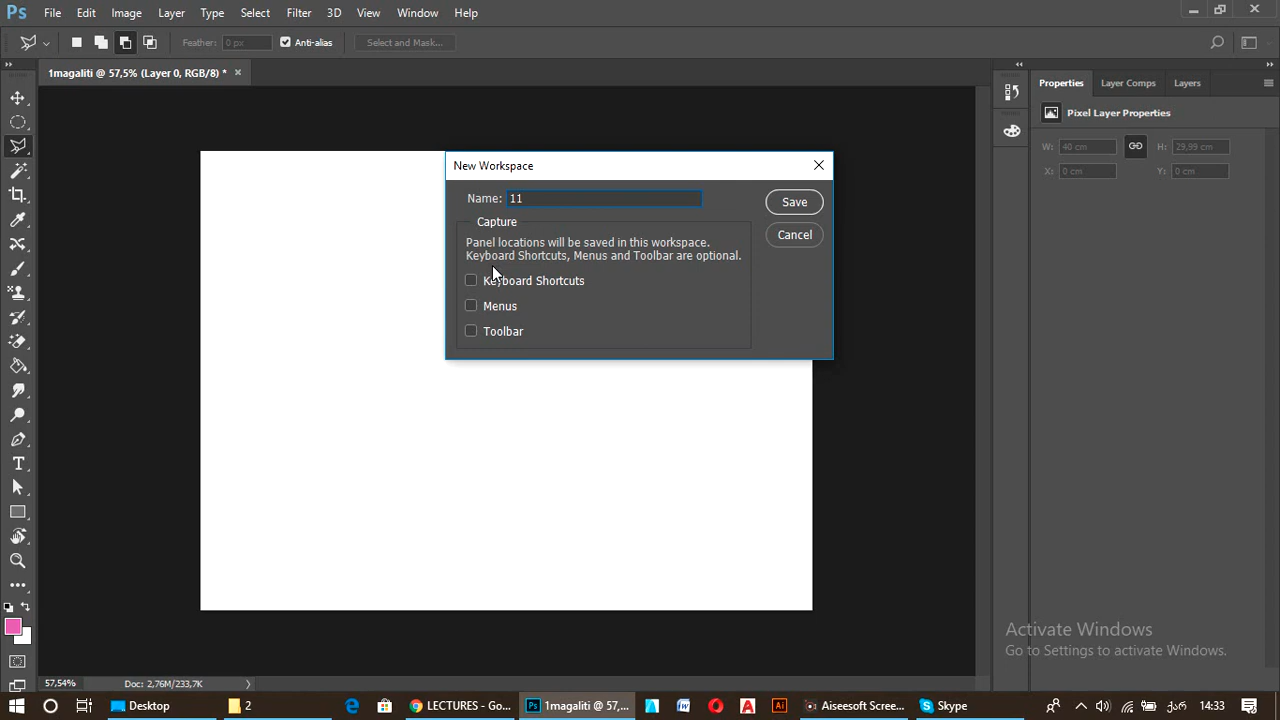 Ps File Edit Image Layer Type Select Filter 3D View Window Help
Feather: 0 px Anti-alias Select and Mask...
1magaliti @ 57,5% (Layer 0, RGB/8) *
Properties Layer Comps Layers
Pixel Layer Properties
W: 40 cm H: 29,99 cm
X: 0 cm Y: 0 cm
New Workspace
Name: 11
Save
Capture
Cancel
Panel locations will be saved in this workspace.
Keyboard Shortcuts, Menus and Toolbar are optional.
Keyboard Shortcuts
Menus
Toolbar
Activate Windows
Go to Settings to activate Windows.
57,54% Doc: 2,76M/233,7K
Desktop 2 LECTURES - Go... Ps 1magaliti @ 57,... Ai Aiseesoft Scree... Skype 14:33